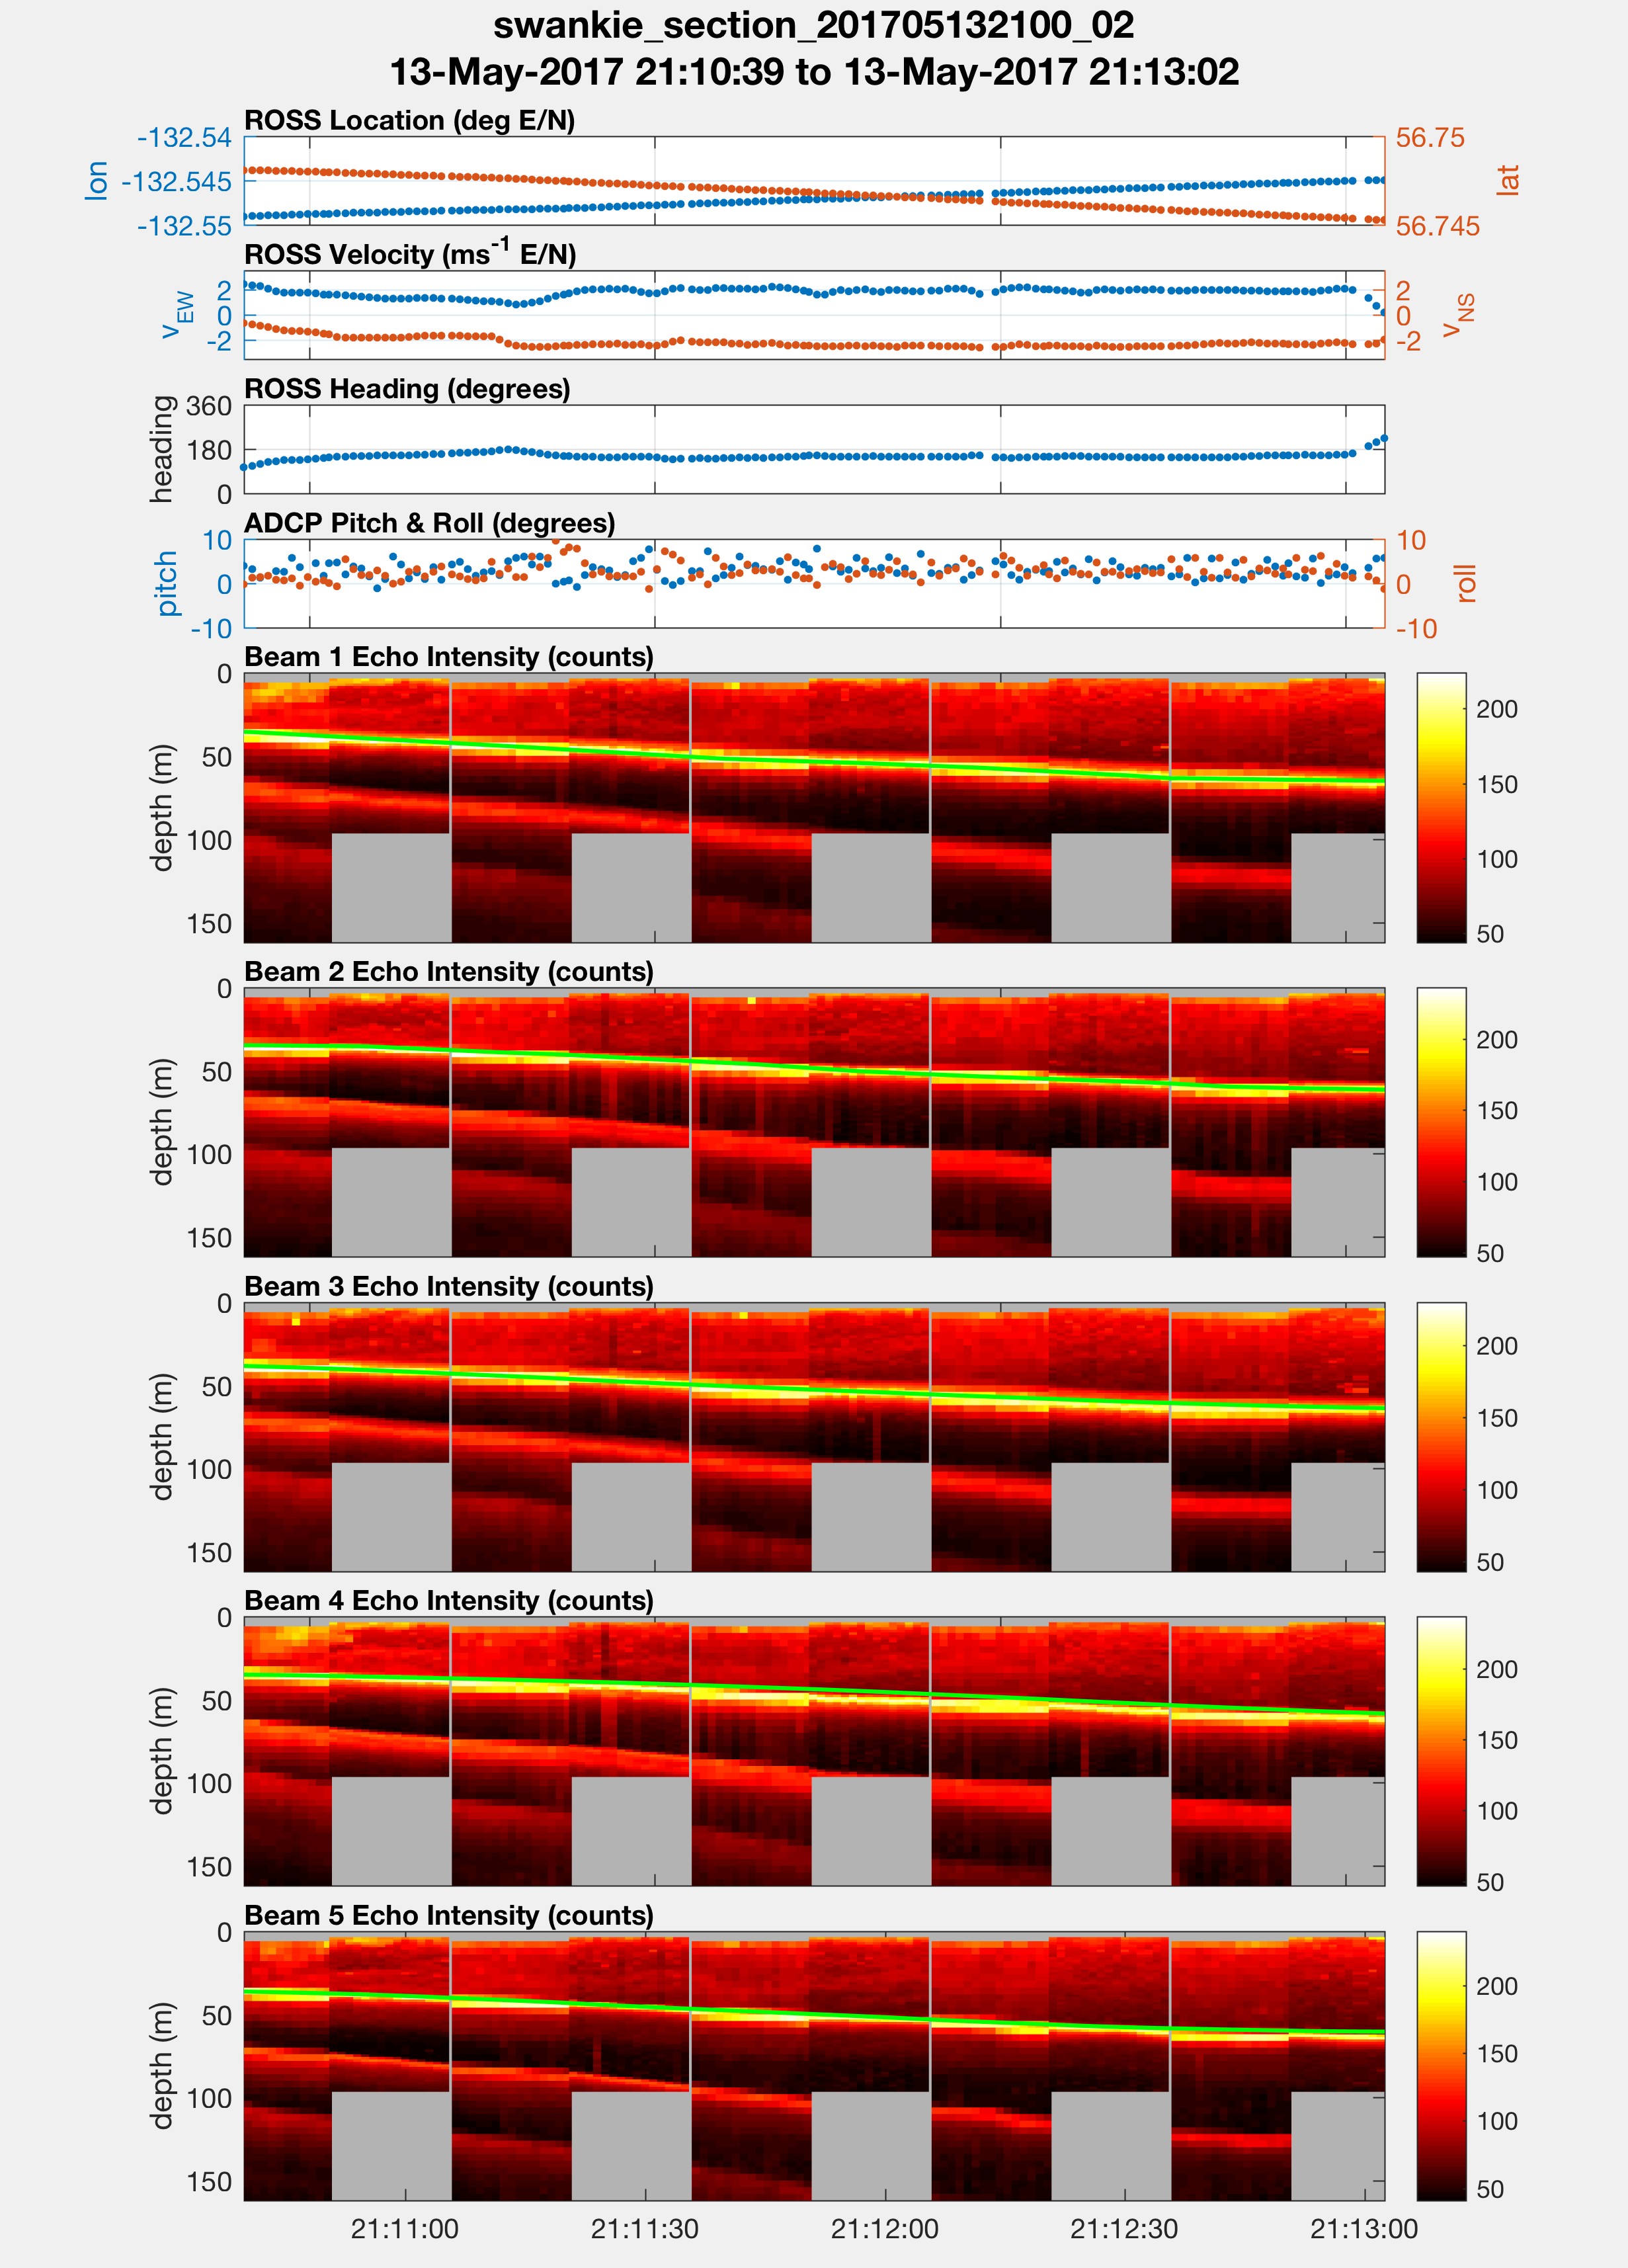 swankie_section_201705132100_02
13-May-2017 21:10:39 to 13-May-2017 21:13:02
ROSS Location (deg E/N)
-132.54
-132.545
-132.55
lon
56.75
56.745
lat
ROSS Velocity (ms-1 E/N)
2
0
-2
vEW
2
0
-2
vNS
ROSS Heading (degrees)
360
180
0
heading
ADCP Pitch & Roll (degrees)
10
0
-10
pitch
10
0
-10
roll
Beam 1 Echo Intensity (counts)
0
50
100
150
depth (m)
200
150
100
50
Beam 2 Echo Intensity (counts)
0
50
100
150
depth (m)
200
150
100
50
Beam 3 Echo Intensity (counts)
0
50
100
150
depth (m)
200
150
100
50
Beam 4 Echo Intensity (counts)
0
50
100
150
depth (m)
200
150
100
50
Beam 5 Echo Intensity (counts)
0
50
100
150
depth (m)
200
150
100
50
21:11:00 21:11:30 21:12:00 21:12:30 21:13:00